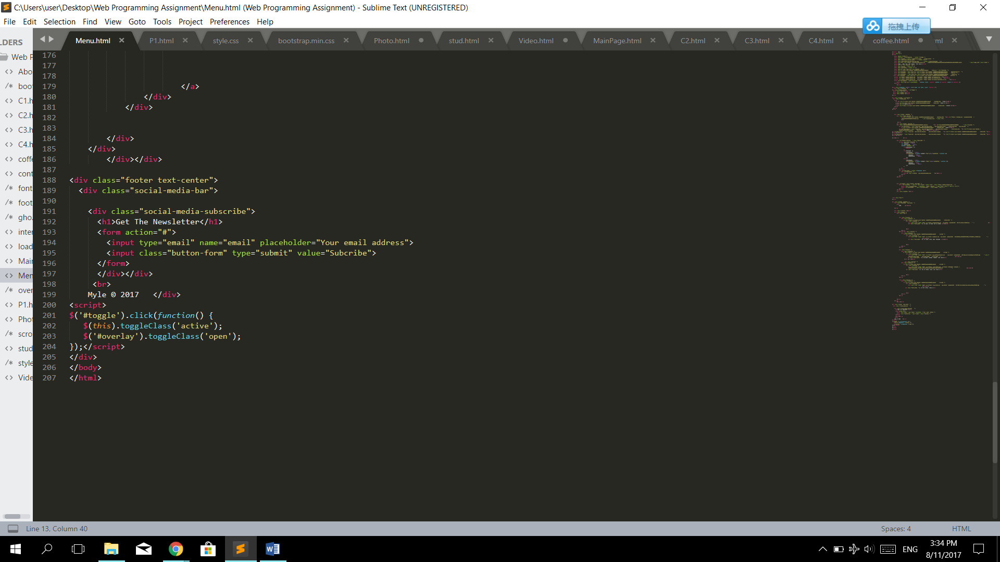 C:\Users\user\Desktop\Web Programming Assignment\Menu.html (Web Programming Assignment) - Sublime Text (UNREGISTERED)
File Edit Selection Find View Goto Tools Project Preferences Help
拖拽上传
LDERS
Menu.html P1.html style.css bootstrap.min.css Photo.html stud.html Video.html MainPage.html C2.html C3.html C4.html coffee.html ml
Web P
Abo
boot
C1.h
C2.h
C3.h
C4.h
coffe
cont
font
foot
gho.
inter
load
Mair
Men
over
P1.h
Phot
scro
stud
style
Vide
176
177
178
179 </a>
180 </div>
181 </div>
182
183
184 </div>
185 </div>
186 </div></div>
187
188 <div class="footer text-center">
189 <div class="social-media-bar">
190
191 <div class="social-media-subscribe">
192 <h1>Get The Newsletter</h1>
193 <form action="#">
194 <input type="email" name="email" placeholder="Your email address">
195 <input class="button-form" type="submit" value="Subcribe">
196 </form>
197 </div></div>
198 <br>
199 Myle © 2017 </div>
200 <script>
201 $('#toggle').click(function() {
202 $(this).toggleClass('active');
203 $('#overlay').toggleClass('open');
204 });</script>
205 </div>
206 </body>
207 </html>
Line 13, Column 40 Spaces: 4 HTML
ENG
3:34 PM
8/11/2017